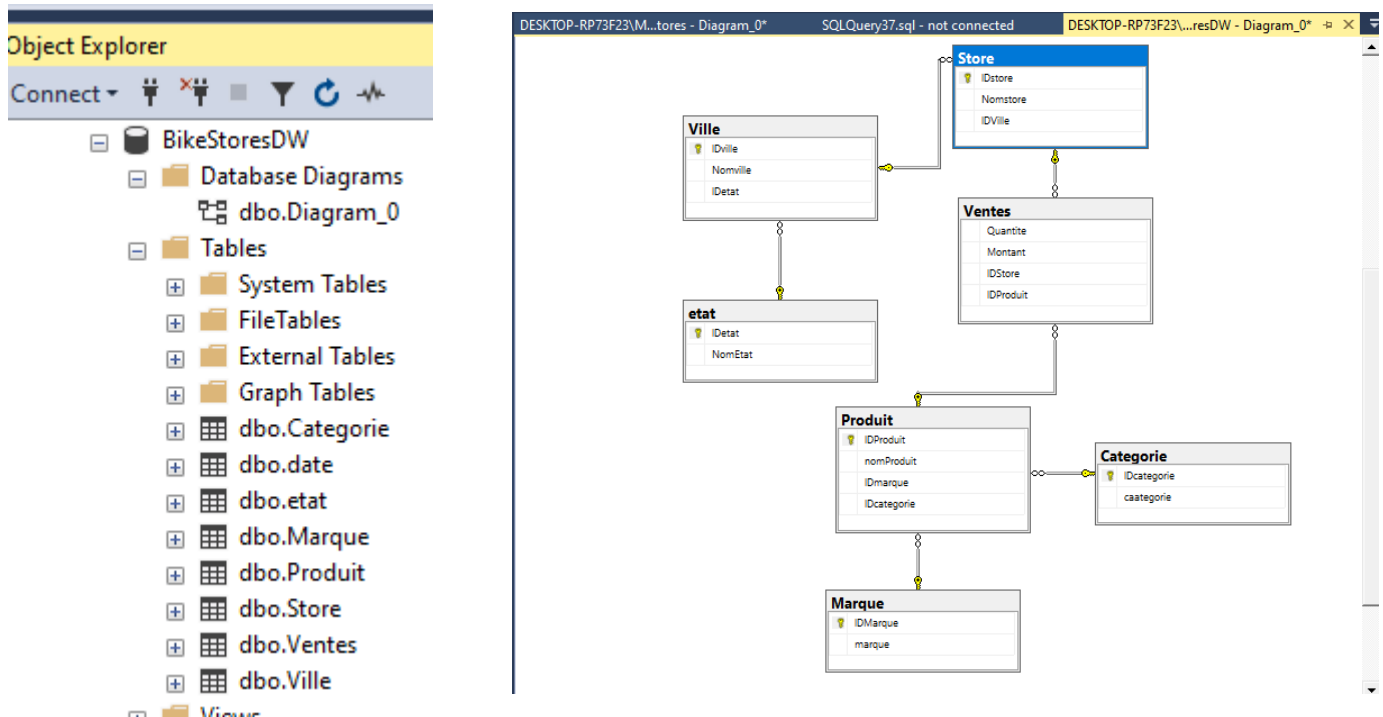 Object Explorer
Connect
BikeStoresDW
Database Diagrams
dbo.Diagram_0
Tables
System Tables
FileTables
External Tables
Graph Tables
dbo.Categorie
dbo.date
dbo.etat
dbo.Marque
dbo.Produit
dbo.Store
dbo.Ventes
dbo.Ville
Views
DESKTOP-RP73F23\M...tores - Diagram_0*
SQLQuery37.sql - not connected
DESKTOP-RP73F23\...resDW - Diagram_0*
Store
IDstore
Nomstore
IDVille
Ville
IDville
Nomville
IDetat
Ventes
Quantite
Montant
IDStore
IDProduit
etat
IDetat
NomEtat
Produit
IDProduit
nomProduit
IDmarque
IDcategorie
Categorie
IDcategorie
caategorie
Marque
IDMarque
marque